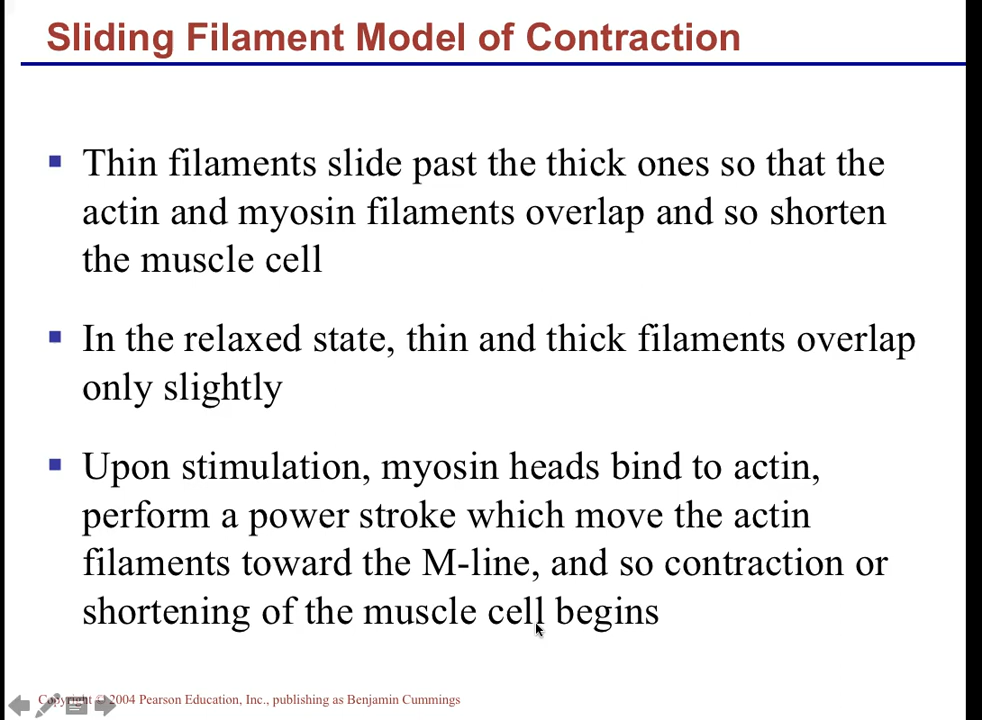 Sliding Filament Model of Contraction
Thin filaments slide past the thick ones so that the
actin and myosin filaments overlap and so shorten
the muscle cell
In the relaxed state, thin and thick filaments overlap
only slightly
Upon stimulation, myosin heads bind to actin,
perform a power stroke which move the actin
filaments toward the M-line, and so contraction or
shortening of the muscle cell begins
Copyright © 2004 Pearson Education, Inc., publishing as Benjamin Cummings